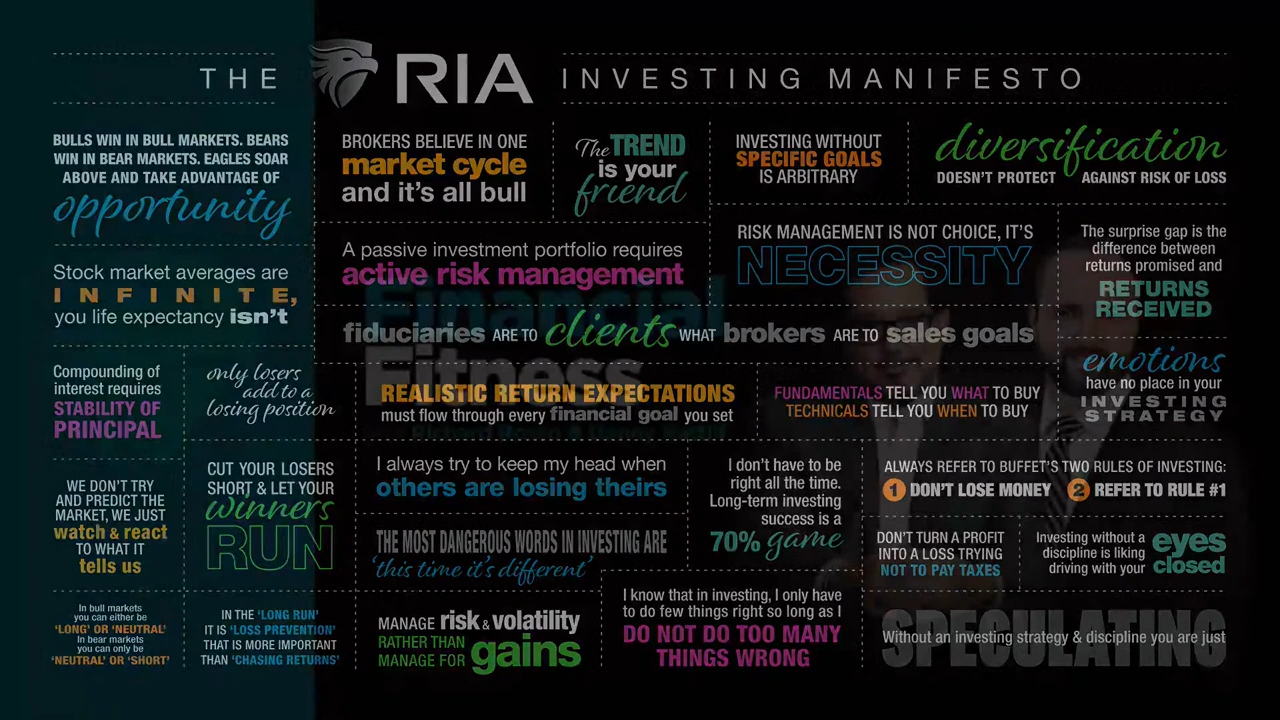 THE RIA INVESTING MANIFESTO
BULLS WIN IN BULL MARKETS. BEARS
WIN IN BEAR MARKETS. EAGLES SOAR
ABOVE AND TAKE ADVANTAGE OF
opportunity
BROKERS BELIEVE IN ONE
market cycle
and it's all bull
The TREND
is your
friend
INVESTING WITHOUT
SPECIFIC GOALS
IS ARBITRARY
diversification
DOESN'T PROTECT AGAINST RISK OF LOSS
Stock market averages are
INFINITE,
you life expectancy isn't
A passive investment portfolio requires
active risk management
RISK MANAGEMENT IS NOT CHOICE, IT'S
NECESSITY
The surprise gap is the
difference between
returns promised and
RETURNS
RECEIVED
fiduciaries ARE TO clients WHAT brokers ARE TO sales goals
Financial
Fitness
Compounding of
interest requires
STABILITY OF
PRINCIPAL
only losers
add to a
losing position
REALISTIC RETURN EXPECTATIONS
must flow through every financial goal you set
FUNDAMENTALS TELL YOU WHAT TO BUY
TECHNICALS TELL YOU WHEN TO BUY
emotions
have no place in your
INVESTING
STRATEGY
WE DON'T TRY
AND PREDICT THE
MARKET, WE JUST
watch & react
TO WHAT IT
tells us
CUT YOUR LOSERS
SHORT & LET YOUR
winners
RUN
I always try to keep my head when
others are losing theirs
THE MOST DANGEROUS WORDS IN INVESTING ARE
'this time it's different'
I don't have to be
right all the time.
Long-term investing
success is a
70% game
ALWAYS REFER TO BUFFET'S TWO RULES OF INVESTING:
1 DON'T LOSE MONEY 2 REFER TO RULE #1
DON'T TURN A PROFIT
INTO A LOSS TRYING
NOT TO PAY TAXES
Investing without a
discipline is liking
driving with your
eyes
closed
In bull markets
you can either be
'LONG' OR 'NEUTRAL'
In bear markets
you can only be
'NEUTRAL' OR 'SHORT'
IN THE 'LONG RUN'
IT IS 'LOSS PREVENTION'
THAT IS MORE IMPORTANT
THAN 'CHASING RETURNS'
MANAGE risk & volatility
RATHER THAN
MANAGE FOR gains
I know that in investing, I only have
to do few things right so long as I
DO NOT DO TOO MANY
THINGS WRONG
Without an investing strategy & discipline you are just
SPECULATING